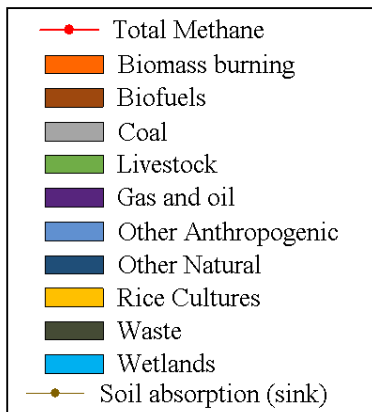 Total Methane
Biomass burning
Biofuels
Coal
Livestock
Gas and oil
Other Anthropogenic
Other Natural
Rice Cultures
Waste
Wetlands
Soil absorption (sink)